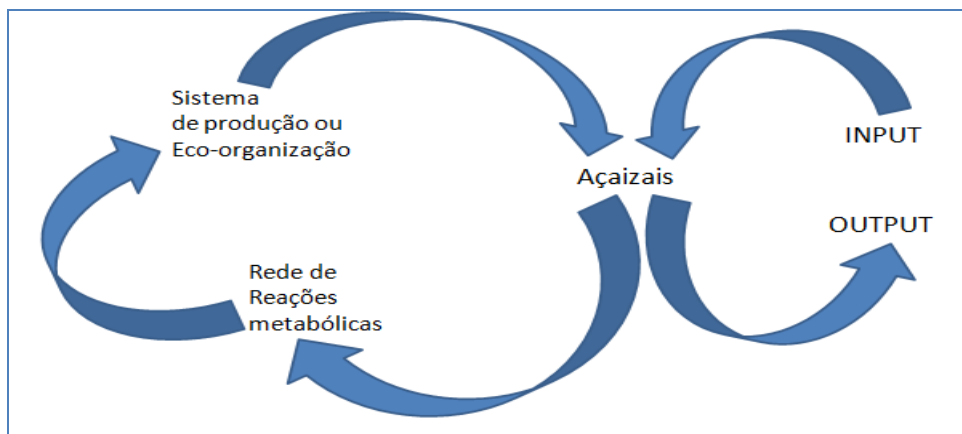 Sistema
de produção ou
Eco-organização
INPUT
Açaizais
OUTPUT
Rede de
Reações
metabólicas